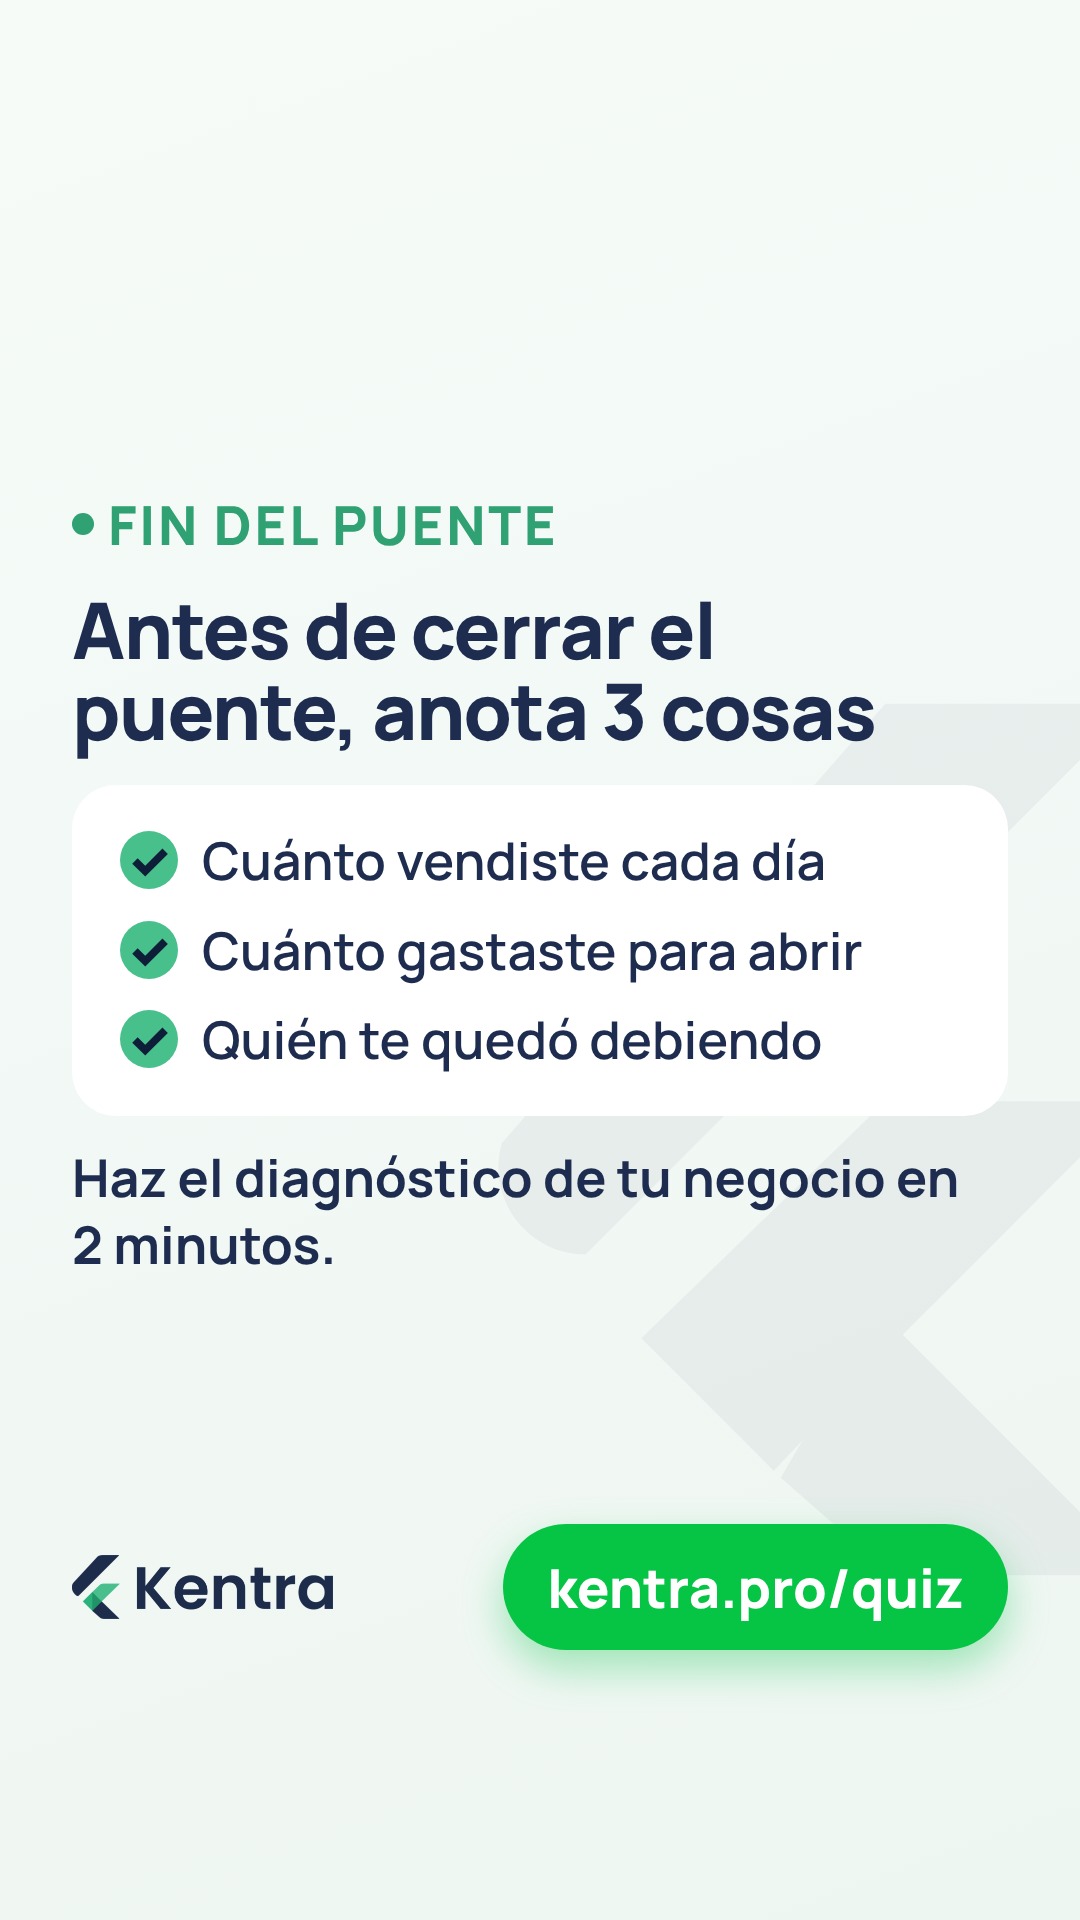 FIN DEL PUENTE
Antes de cerrar el
puente, anota 3 cosas
Cuánto vendiste cada día
Cuánto gastaste para abrir
Quién te quedó debiendo
Haz el diagnóstico de tu negocio en
2 minutos.
Kentra
kentra.pro/quiz